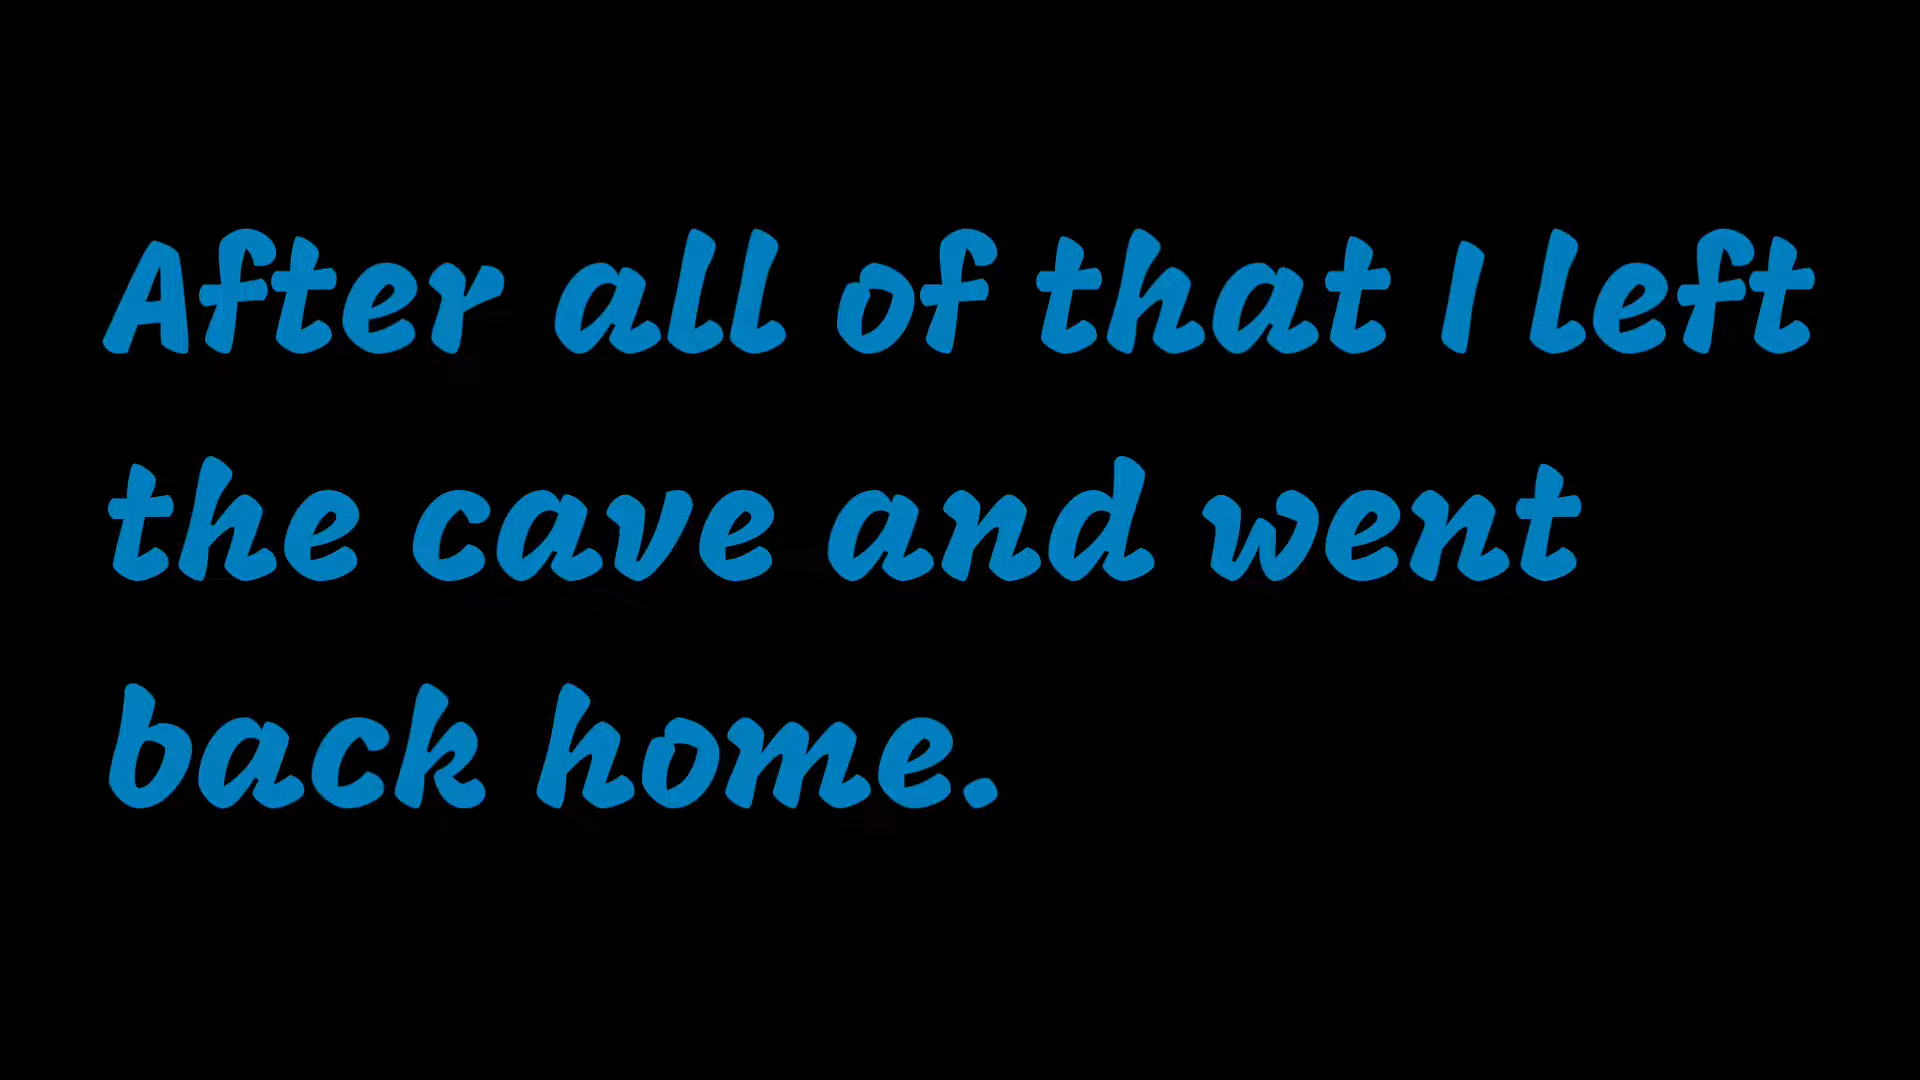 After all of that I left
the cave and went
back home.